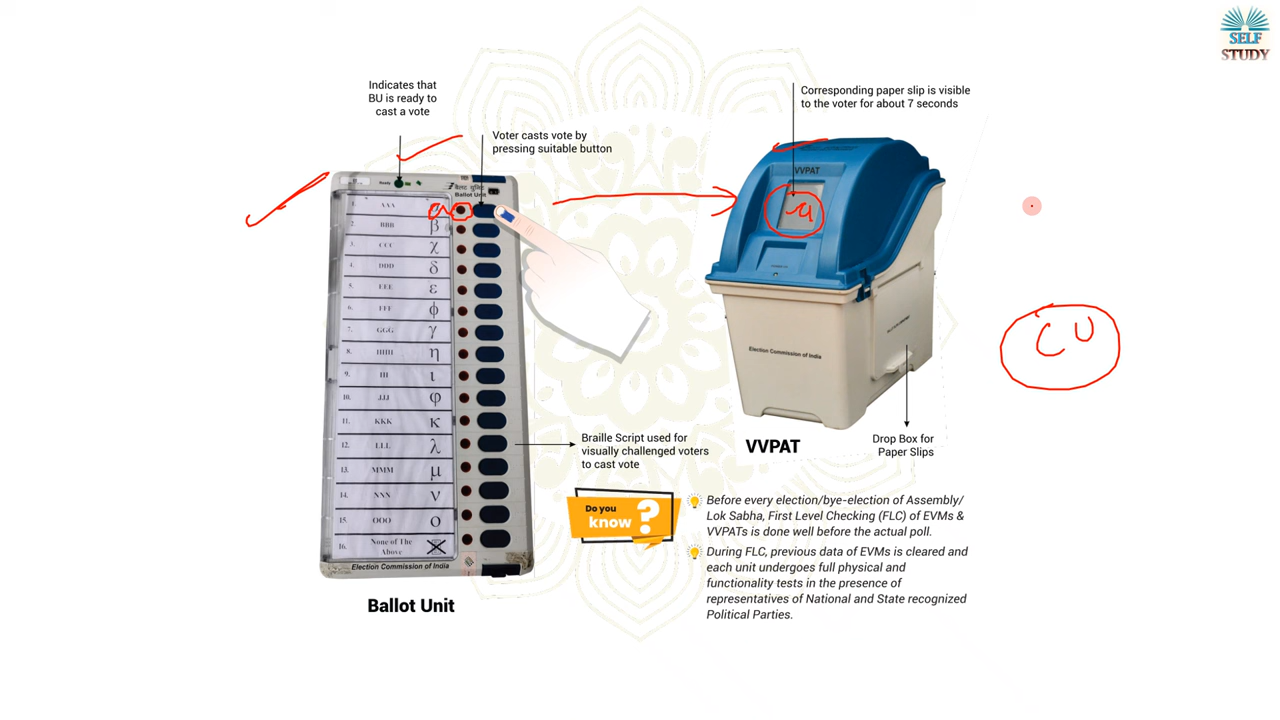 SELF
STUDY
Indicates that
BU is ready to
cast a vote
Voter casts vote by
pressing suitable button
Corresponding paper slip is visible
to the voter for about 7 seconds
Ready
बैलट यूनिट
Ballot Unit
1. AAA a
2. BBB β
3. CCC χ
4. DDD δ
5. EEE ε
6. FFF ϕ
7. GGG γ
8. HHH η
9. III ι
10. JJJ φ
11. KKK κ
12. LLL λ
13. MMM μ
14. NNN ν
15. OOO ο
16. None of The
Above
Election Commission of India
Ballot Unit
VVPAT
a
Election Commission of India
CU
Braille Script used for
visually challenged voters
to cast vote
VVPAT
Drop Box for
Paper Slips
Do you
know ?
Before every election/bye-election of Assembly/
Lok Sabha, First Level Checking (FLC) of EVMs &
VVPATs is done well before the actual poll.
During FLC, previous data of EVMs is cleared and
each unit undergoes full physical and
functionality tests in the presence of
representatives of National and State recognized
Political Parties.